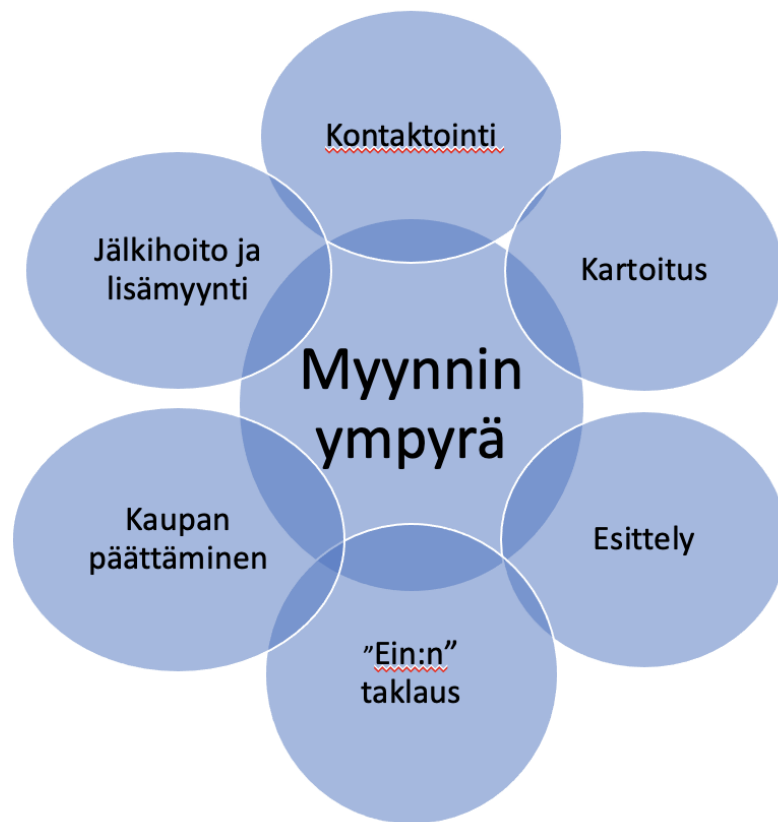 Kontaktointi
Jälkihoito ja
lisämyynti
Kartoitus
Myynnin
ympyrä
Kaupan
päättäminen
Esittely
”Ein:n”
taklaus